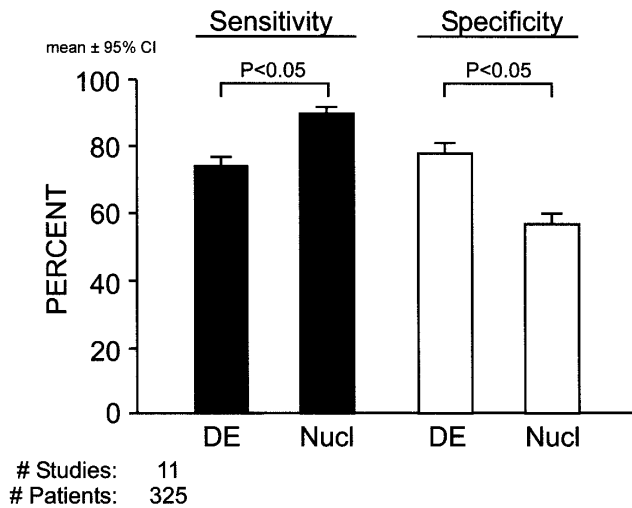 Sensitivity Specificity
mean ± 95% CI
P<0.05 P<0.05
100
80
60
40
20
0
PERCENT
DE Nucl DE Nucl
# Studies: 11
# Patients: 325